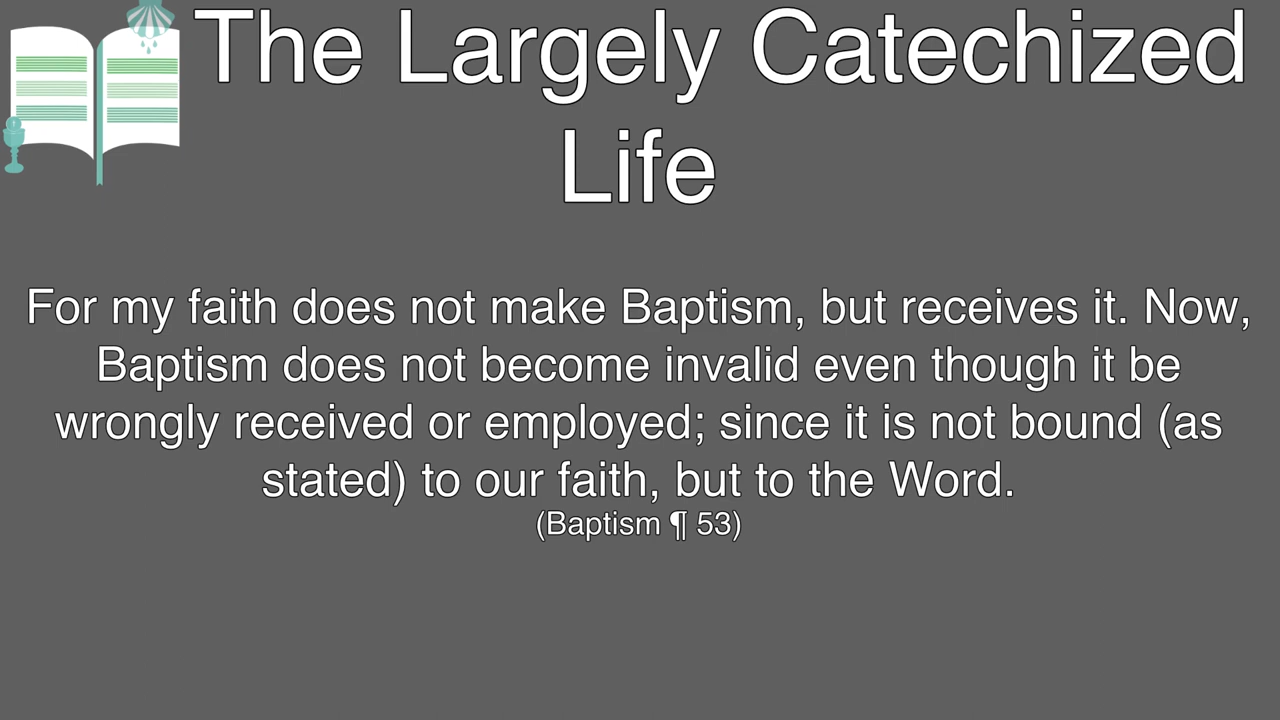 The Largely Catechized
Life
For my faith does not make Baptism, but receives it. Now,
Baptism does not become invalid even though it be
wrongly received or employed; since it is not bound (as
stated) to our faith, but to the Word.
(Baptism ¶ 53)